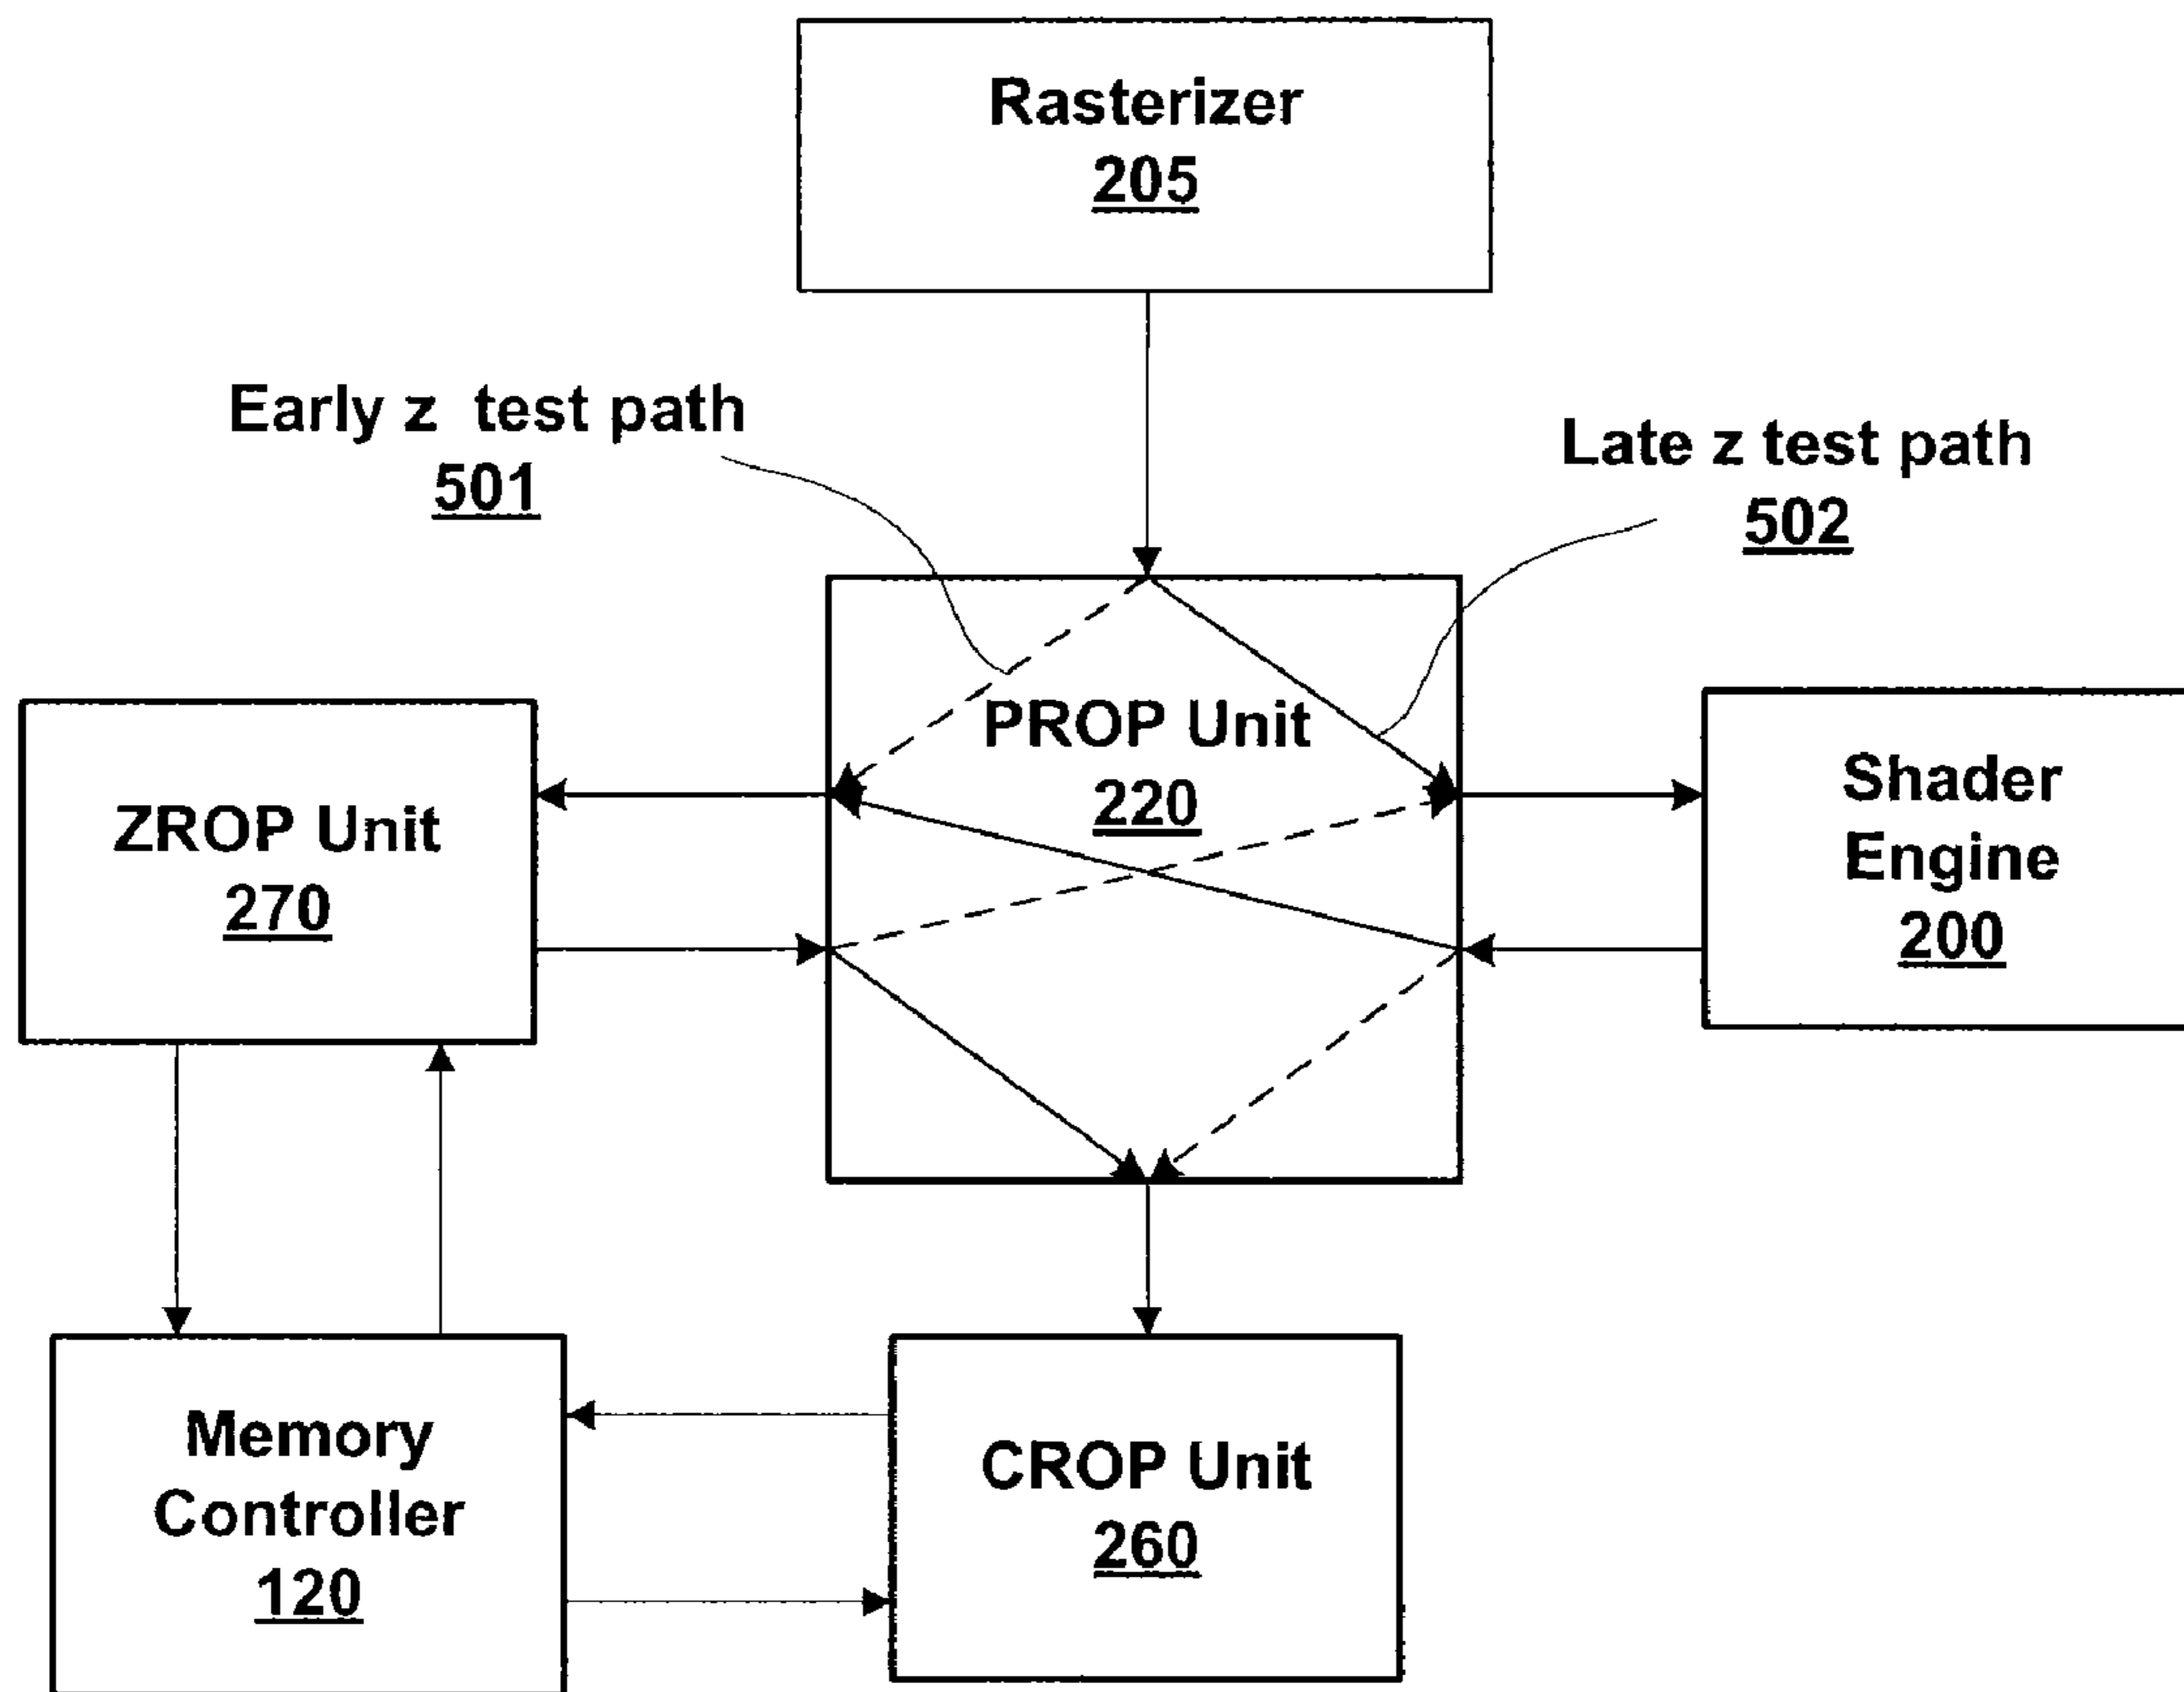 Rasterizer
205
Early z test path
501
Late z test path
502
PROP Unit
220
ZROP Unit
270
Shader
Engine
200
Memory
Controller
120
CROP Unit
260